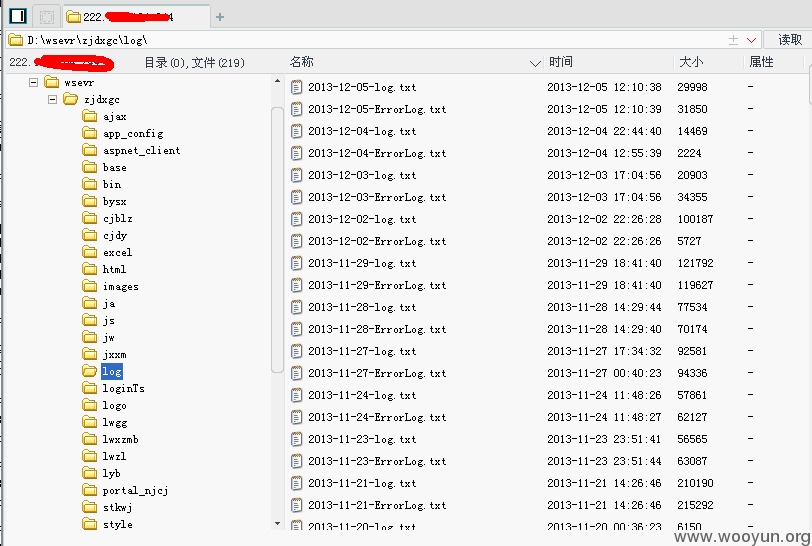 222.
D:\wsevr\zjdxgc\log\
读取
222.
目录(0),文件(219)
名称 时间 大小 属性
wsevr
zjdxgc
ajax
app_config
aspnet_client
base
bin
bysx
cjblz
cjdy
excel
html
images
ja
js
jw
jxxm
log
loginTs
logo
lwgg
lwxzmb
lwzl
lyb
portal_njcj
stkwj
style
2013-12-05-log.txt 2013-12-05 12:10:38 29998 -
2013-12-05-ErrorLog.txt 2013-12-05 12:10:39 31850 -
2013-12-04-log.txt 2013-12-04 22:44:40 14469 -
2013-12-04-ErrorLog.txt 2013-12-04 12:55:39 2224 -
2013-12-03-log.txt 2013-12-03 17:04:56 20903 -
2013-12-03-ErrorLog.txt 2013-12-03 17:04:56 34355 -
2013-12-02-log.txt 2013-12-02 22:26:28 100187 -
2013-12-02-ErrorLog.txt 2013-12-02 22:26:26 5727 -
2013-11-29-log.txt 2013-11-29 18:41:40 121792 -
2013-11-29-ErrorLog.txt 2013-11-29 18:41:40 119627 -
2013-11-28-log.txt 2013-11-28 14:29:44 77534 -
2013-11-28-ErrorLog.txt 2013-11-28 14:29:40 70174 -
2013-11-27-log.txt 2013-11-27 17:34:32 92581 -
2013-11-27-ErrorLog.txt 2013-11-27 00:40:23 94336 -
2013-11-24-log.txt 2013-11-24 11:48:26 57861 -
2013-11-24-ErrorLog.txt 2013-11-24 11:48:27 62127 -
2013-11-23-log.txt 2013-11-23 23:51:41 56565 -
2013-11-23-ErrorLog.txt 2013-11-23 23:51:44 63087 -
2013-11-21-log.txt 2013-11-21 14:26:46 210190 -
2013-11-21-ErrorLog.txt 2013-11-21 14:26:46 215292 -
2013-11-20-log.txt 2013-11-20 00:36:23 6150 -
www.wooyun.org